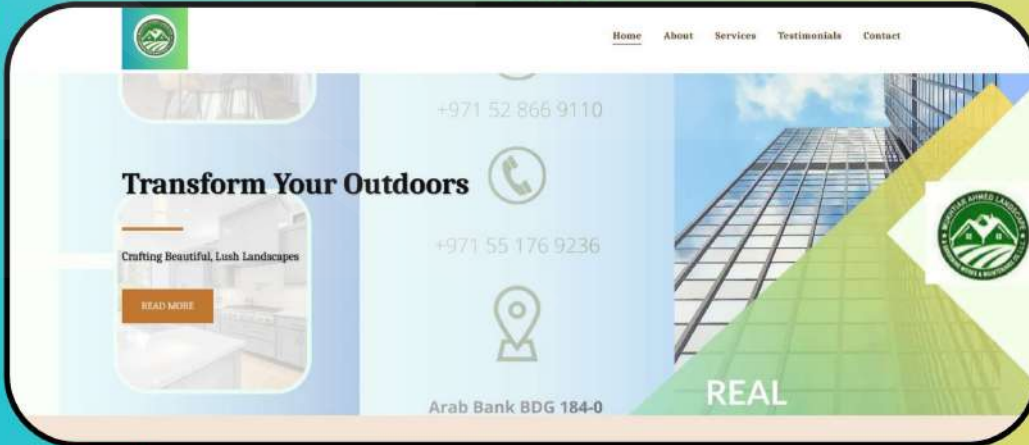 Home About Services Testimonials Contact
+971 52 866 9110
Transform Your Outdoors
+971 55 176 9236
Crafting Beautiful, Lush Landscapes
READ MORE
REAL
Arab Bank BDG 184-0